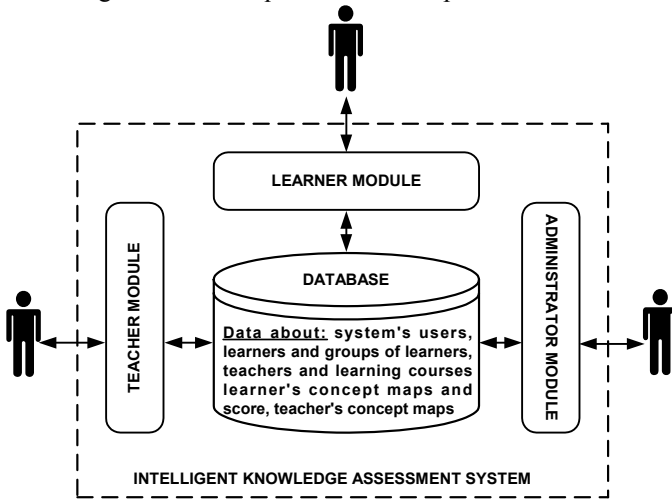 LEARNER MODULE
TEACHER MODULE
DATABASE
Data about: system's users,
learners and groups of learners,
teachers and learning courses
learner's concept maps and
score, teacher's concept maps
ADMINISTRATOR MODULE
INTELLIGENT KNOWLEDGE ASSESSMENT SYSTEM